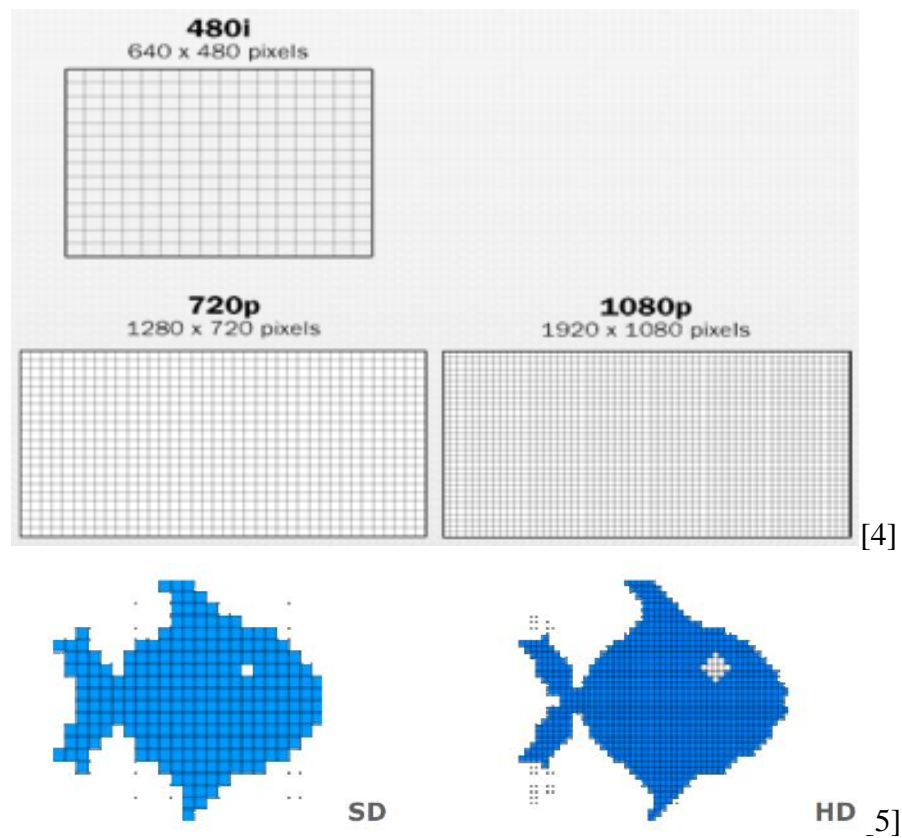 480i
640 x 480 pixels
720p
1280 x 720 pixels
1080p
1920 x 1080 pixels
[4]
SD
HD
5]